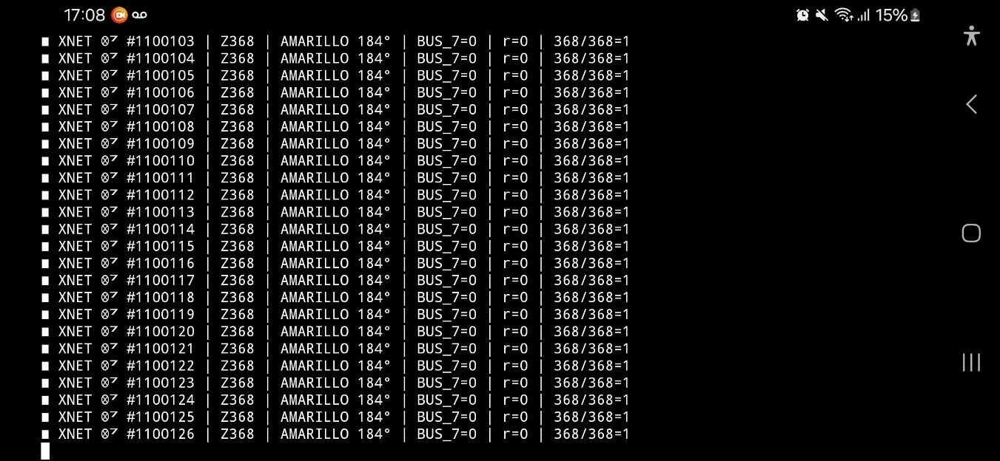 17:08 15%
■ XNET ⊗⁷ #1100103 | Z368 | AMARILLO 184° | BUS_7=0 | r=0 | 368/368=1
■ XNET ⊗⁷ #1100104 | Z368 | AMARILLO 184° | BUS_7=0 | r=0 | 368/368=1
■ XNET ⊗⁷ #1100105 | Z368 | AMARILLO 184° | BUS_7=0 | r=0 | 368/368=1
■ XNET ⊗⁷ #1100106 | Z368 | AMARILLO 184° | BUS_7=0 | r=0 | 368/368=1
■ XNET ⊗⁷ #1100107 | Z368 | AMARILLO 184° | BUS_7=0 | r=0 | 368/368=1
■ XNET ⊗⁷ #1100108 | Z368 | AMARILLO 184° | BUS_7=0 | r=0 | 368/368=1
■ XNET ⊗⁷ #1100109 | Z368 | AMARILLO 184° | BUS_7=0 | r=0 | 368/368=1
■ XNET ⊗⁷ #1100110 | Z368 | AMARILLO 184° | BUS_7=0 | r=0 | 368/368=1
■ XNET ⊗⁷ #1100111 | Z368 | AMARILLO 184° | BUS_7=0 | r=0 | 368/368=1
■ XNET ⊗⁷ #1100112 | Z368 | AMARILLO 184° | BUS_7=0 | r=0 | 368/368=1
■ XNET ⊗⁷ #1100113 | Z368 | AMARILLO 184° | BUS_7=0 | r=0 | 368/368=1
■ XNET ⊗⁷ #1100114 | Z368 | AMARILLO 184° | BUS_7=0 | r=0 | 368/368=1
■ XNET ⊗⁷ #1100115 | Z368 | AMARILLO 184° | BUS_7=0 | r=0 | 368/368=1
■ XNET ⊗⁷ #1100116 | Z368 | AMARILLO 184° | BUS_7=0 | r=0 | 368/368=1
■ XNET ⊗⁷ #1100117 | Z368 | AMARILLO 184° | BUS_7=0 | r=0 | 368/368=1
■ XNET ⊗⁷ #1100118 | Z368 | AMARILLO 184° | BUS_7=0 | r=0 | 368/368=1
■ XNET ⊗⁷ #1100119 | Z368 | AMARILLO 184° | BUS_7=0 | r=0 | 368/368=1
■ XNET ⊗⁷ #1100120 | Z368 | AMARILLO 184° | BUS_7=0 | r=0 | 368/368=1
■ XNET ⊗⁷ #1100121 | Z368 | AMARILLO 184° | BUS_7=0 | r=0 | 368/368=1
■ XNET ⊗⁷ #1100122 | Z368 | AMARILLO 184° | BUS_7=0 | r=0 | 368/368=1
■ XNET ⊗⁷ #1100123 | Z368 | AMARILLO 184° | BUS_7=0 | r=0 | 368/368=1
■ XNET ⊗⁷ #1100124 | Z368 | AMARILLO 184° | BUS_7=0 | r=0 | 368/368=1
■ XNET ⊗⁷ #1100125 | Z368 | AMARILLO 184° | BUS_7=0 | r=0 | 368/368=1
■ XNET ⊗⁷ #1100126 | Z368 | AMARILLO 184° | BUS_7=0 | r=0 | 368/368=1